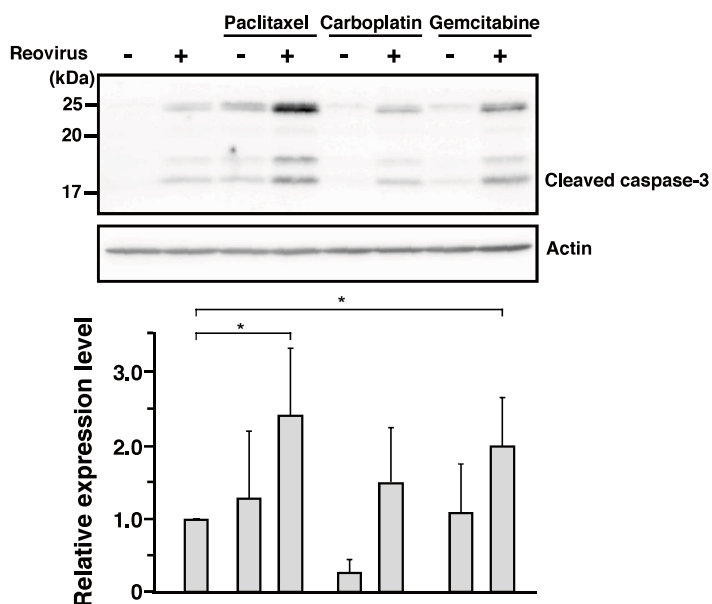 Paclitaxel Carboplatin Gemcitabine
Reovirus - + - + - + - +
(kDa)
25
20
17
Cleaved caspase-3
Actin
*
*
Relative expression level
3.0
2.0
1.0
0